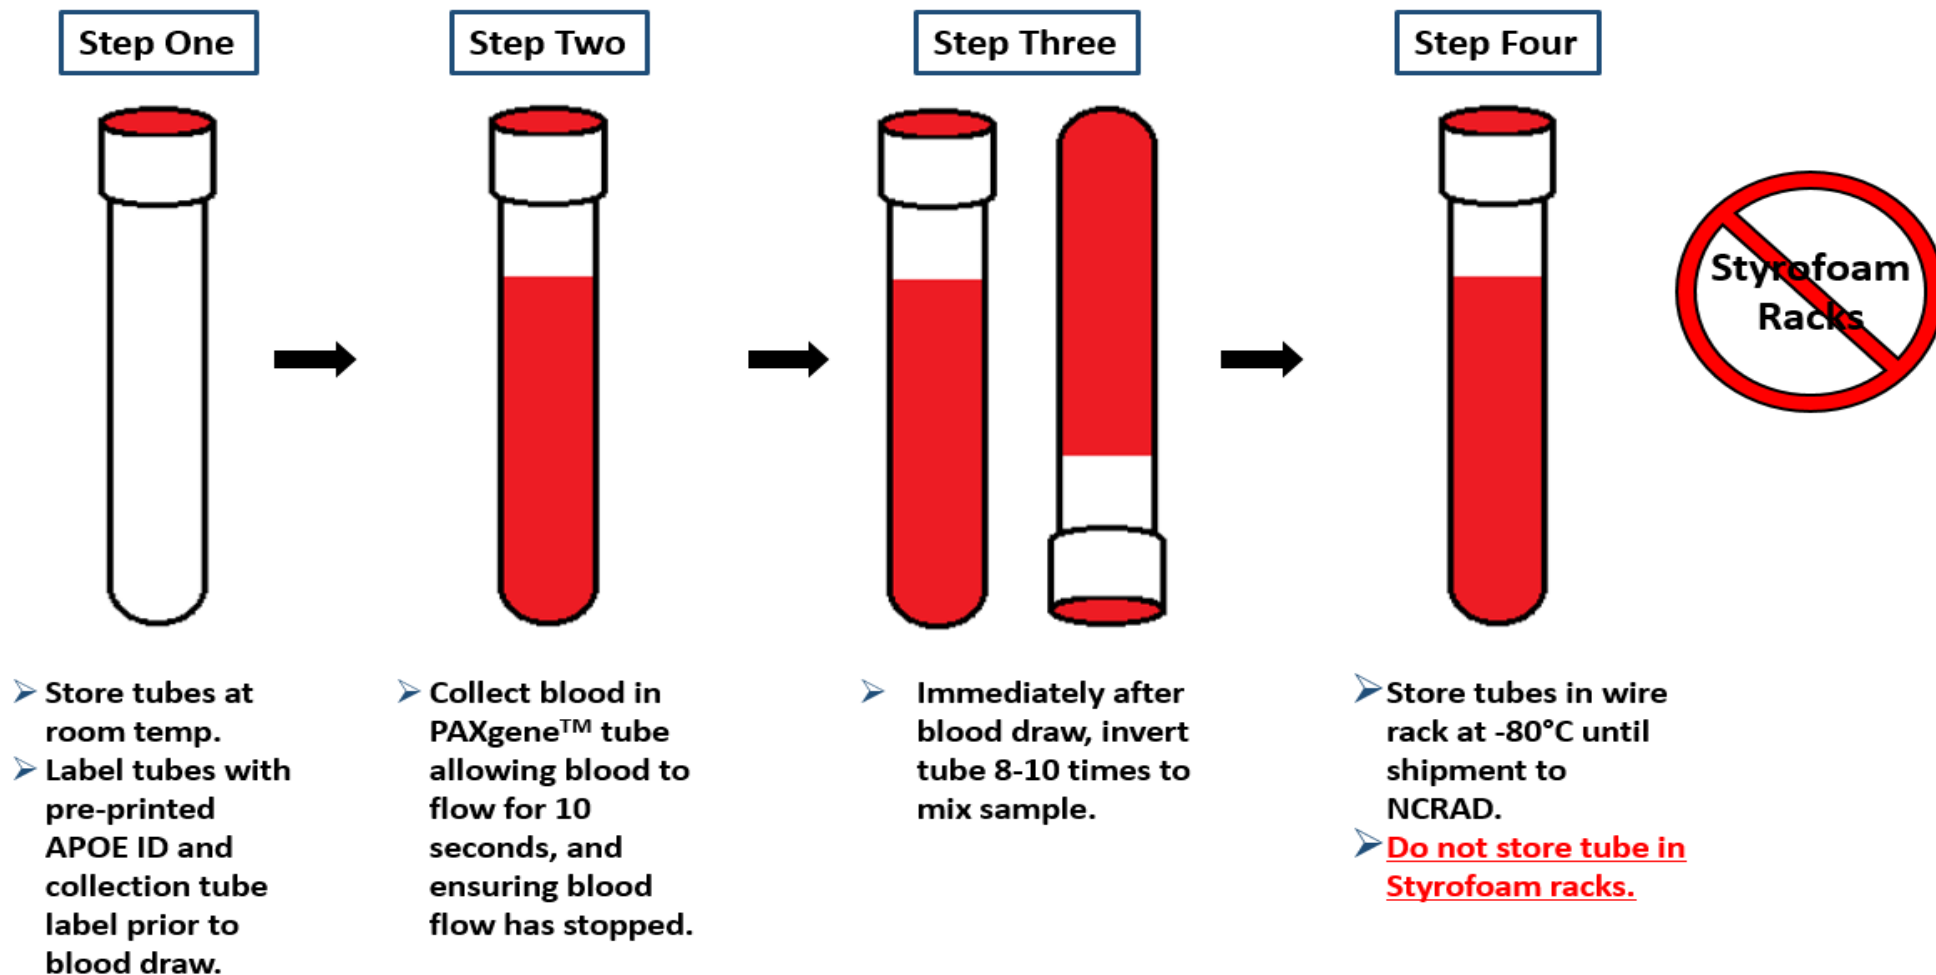 Step One
Step Two
Step Three
Step Four
Styrofoam
Racks
➢ Store tubes at
room temp.
➢ Label tubes with
pre-printed
APOE ID and
collection tube
label prior to
blood draw.
➢ Collect blood in
PAXgene™ tube
allowing blood to
flow for 10
seconds, and
ensuring blood
flow has stopped.
➢ Immediately after
blood draw, invert
tube 8-10 times to
mix sample.
➢ Store tubes in wire
rack at -80°C until
shipment to
NCRAD.
➢ Do not store tube in
Styrofoam racks.